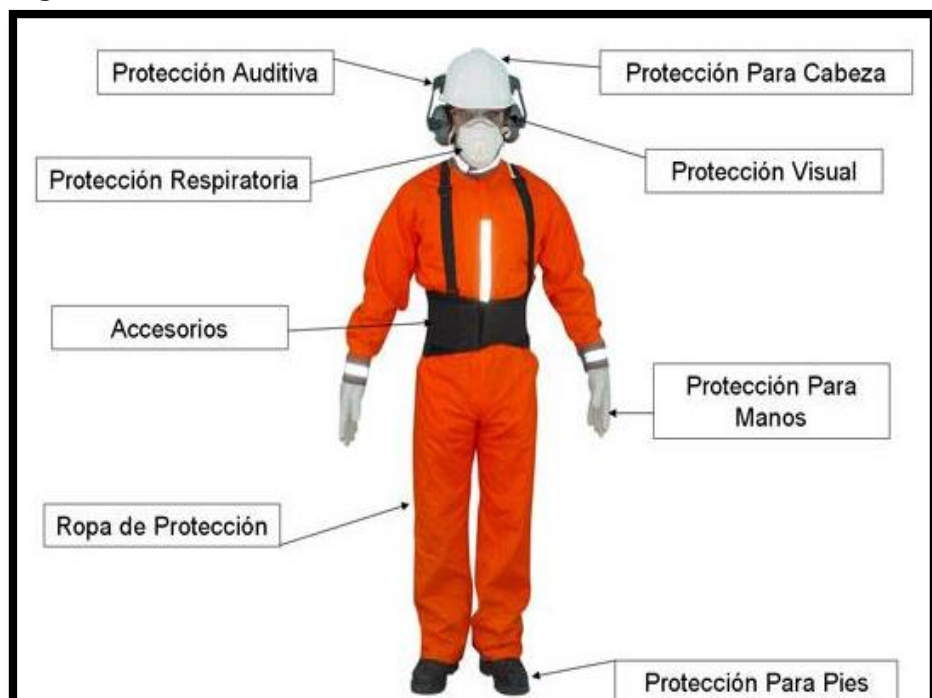 Protección Auditiva
Protección Para Cabeza
Protección Respiratoria
Protección Visual
Accesorios
Protección Para
Manos
Ropa de Protección
Protección Para Pies